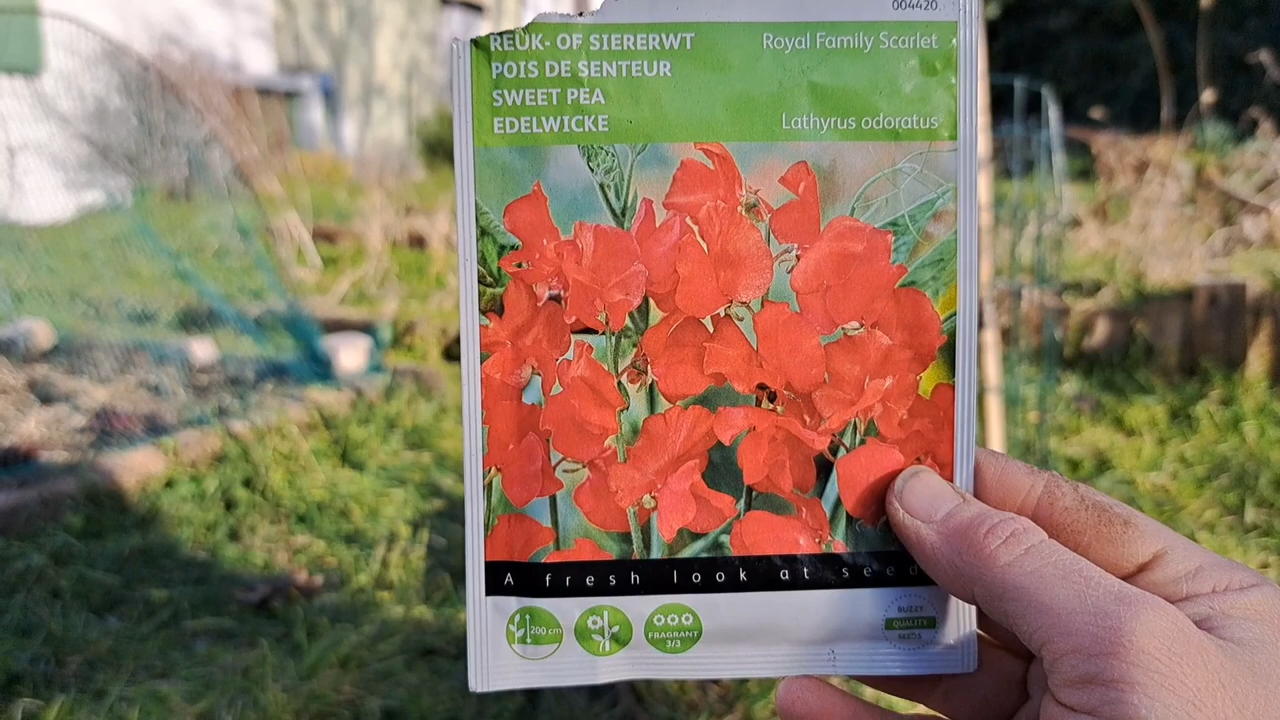 004420
REUK- OF SIERERWT
POIS DE SENTEUR
SWEET PEA
EDELWICKE
Royal Family Scarlet
Lathyrus odoratus
A fresh look at seed
200 cm
FRAGRANT
3/3
BUZZY
QUALITY
SEEDS